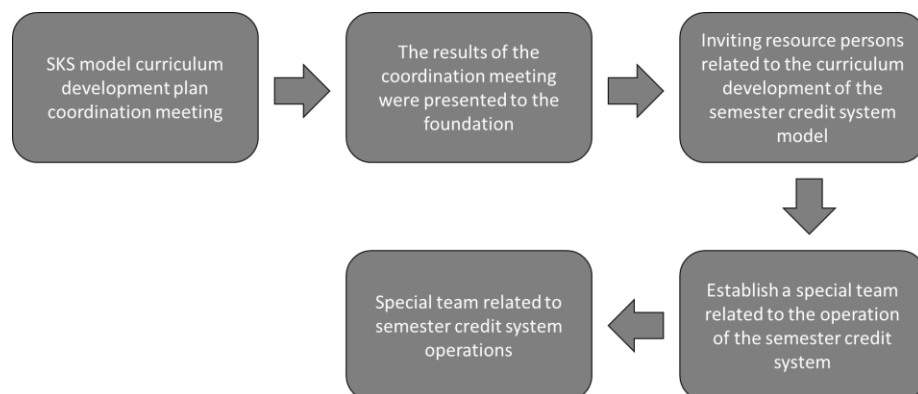 SKS model curriculum
development plan
coordination meeting
The results of the
coordination meeting
were presented to the
foundation
Inviting resource persons
related to the curriculum
development of the
semester credit system
model
Establish a special team
related to the operation
of the semester credit
system
Special team related to
semester credit system
operations